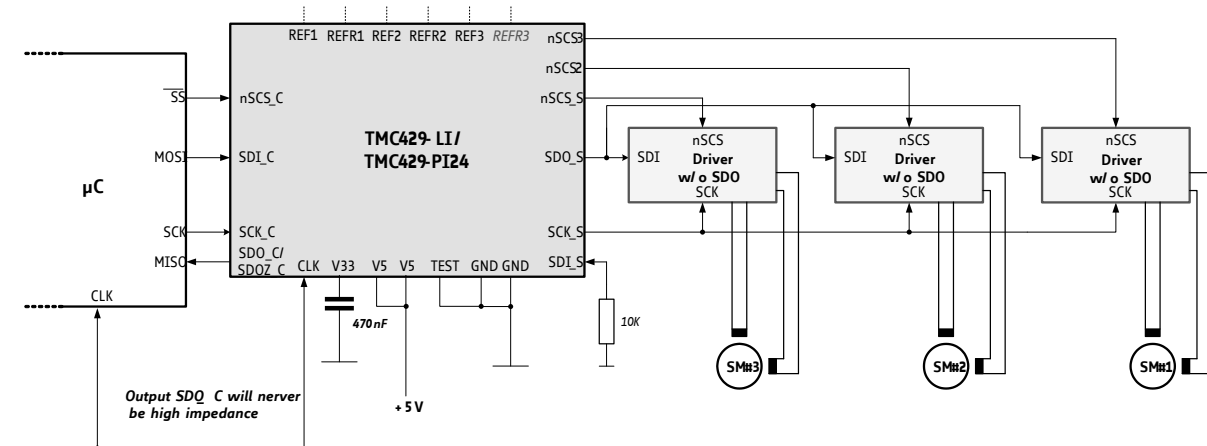 REF1 REFR1 REF2 REFR2 REF3 REFR3
nSCS3
nSCS2
SS
nSCS_C
nSCS_S
TMC429- LI/
TMC429-PI24
nSCS
nSCS
nSCS
MOSI
SDI_C
SDO_S
SDI
Driver
w/o SDO
SDI
Driver
w/o SDO
SDI
Driver
w/o SDO
µC
SCK
SCK
SCK
SCK
SCK_C
SCK_S
MISO
SDO_C/
SDOZ_C
CLK V33 V5 V5 TEST GND GND
SDI_S
CLK
470nF
10K
SM#3
SM#2
SM#1
Output SDO_C will nerver
be high impedance
+ 5 V